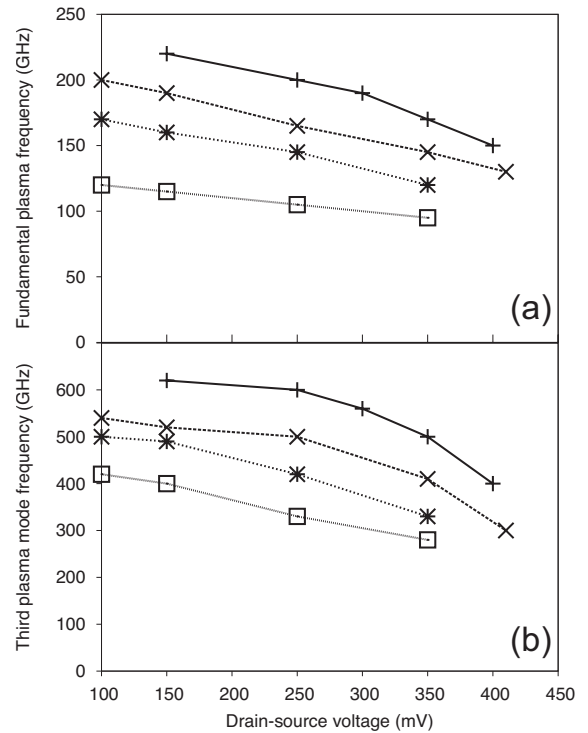 250
200
150
100
50
0
Fundamental plasma frequency (GHz)
(a)
600
500
400
300
200
100
0
Third plasma mode frequency (GHz)
(b)
100 150 200 250 300 350 400 450
Drain-source voltage (mV)